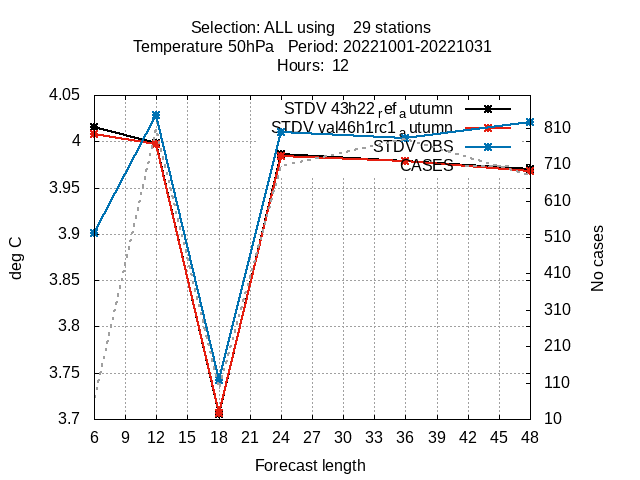 Selection: ALL using    29 stations
Temperature 50hPa   Period: 20221001-20221031
Hours:  12
4.05
4
3.95
3.9
3.85
3.8
3.75
3.7
deg C
STDV 43h22refautumn
STDV val46h1rc1autumn
STDV OBS
CASES
810
710
610
510
410
310
210
110
10
No cases
6 9 12 15 18 21 24 27 30 33 36 39 42 45 48
Forecast length